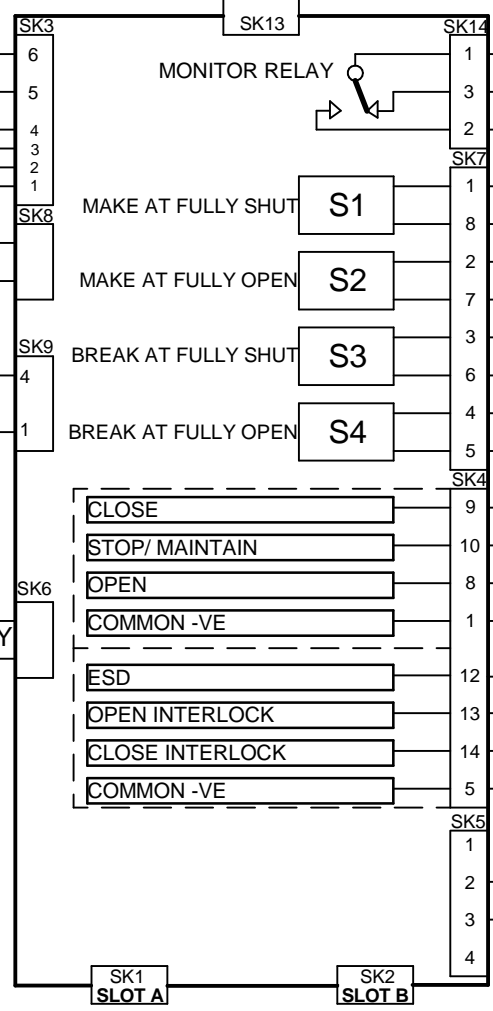 SK13
SK3
6
5
4
3
2
1
SK8
SK9
4
1
SK6
Y
MONITOR RELAY
SK14
1
3
2
SK7
MAKE AT FULLY SHUT S1 1
8
MAKE AT FULLY OPEN S2 2
7
BREAK AT FULLY SHUT S3 3
6
BREAK AT FULLY OPEN S4 4
5
SK4
CLOSE 9
STOP/ MAINTAIN 10
OPEN 8
COMMON -VE 1
ESD 12
OPEN INTERLOCK 13
CLOSE INTERLOCK 14
COMMON -VE 5
SK5
1
2
3
4
SK1
SLOT A
SK2
SLOT B